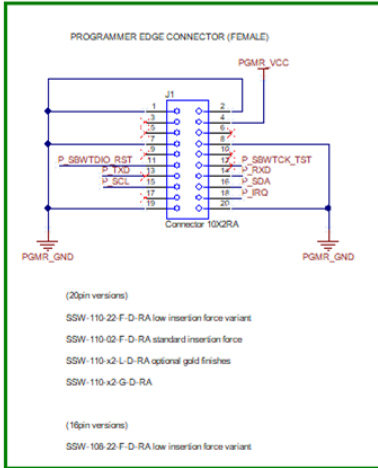 PROGRAMMER EDGE CONNECTOR (FEMALE)
PGMR_VCC
J1
1 2
3 4
5 6
7 8
9 10
P_SBWTDIO_RST 11 12 P_SBWTCK_TST
P_TXD 13 14 P_RXD
P_SCL 15 16 P_SDA
17 18 P_IRQ
19 20
Connector 10X2RA
PGMR_GND PGMR_GND
(20pin versions)
SSW-110-22-F-D-RA low insertion force variant
SSW-110-02-F-D-RA standard insertion force
SSW-110-x2-L-D-RA optional gold finishes
SSW-110-x2-G-D-RA
(16pin versions)
SSW-108-22-F-D-RA low insertion force variant